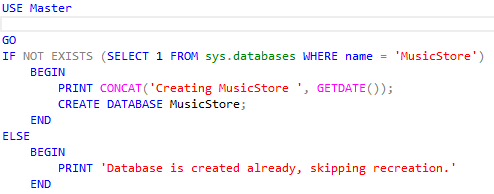 USE Master
GO
IF NOT EXISTS (SELECT 1 FROM sys.databases WHERE name = 'MusicStore')
BEGIN
PRINT CONCAT('Creating MusicStore ', GETDATE());
CREATE DATABASE MusicStore;
END
ELSE
BEGIN
PRINT 'Database is created already, skipping recreation.'
END